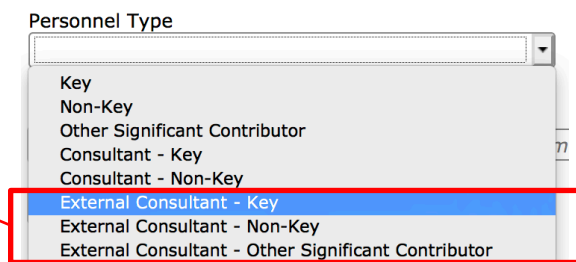 Personnel Type
Key
Non-Key
Other Significant Contributor
Consultant - Key
m
Consultant - Non-Key
External Consultant - Key
External Consultant - Non-Key
External Consultant - Other Significant Contributor